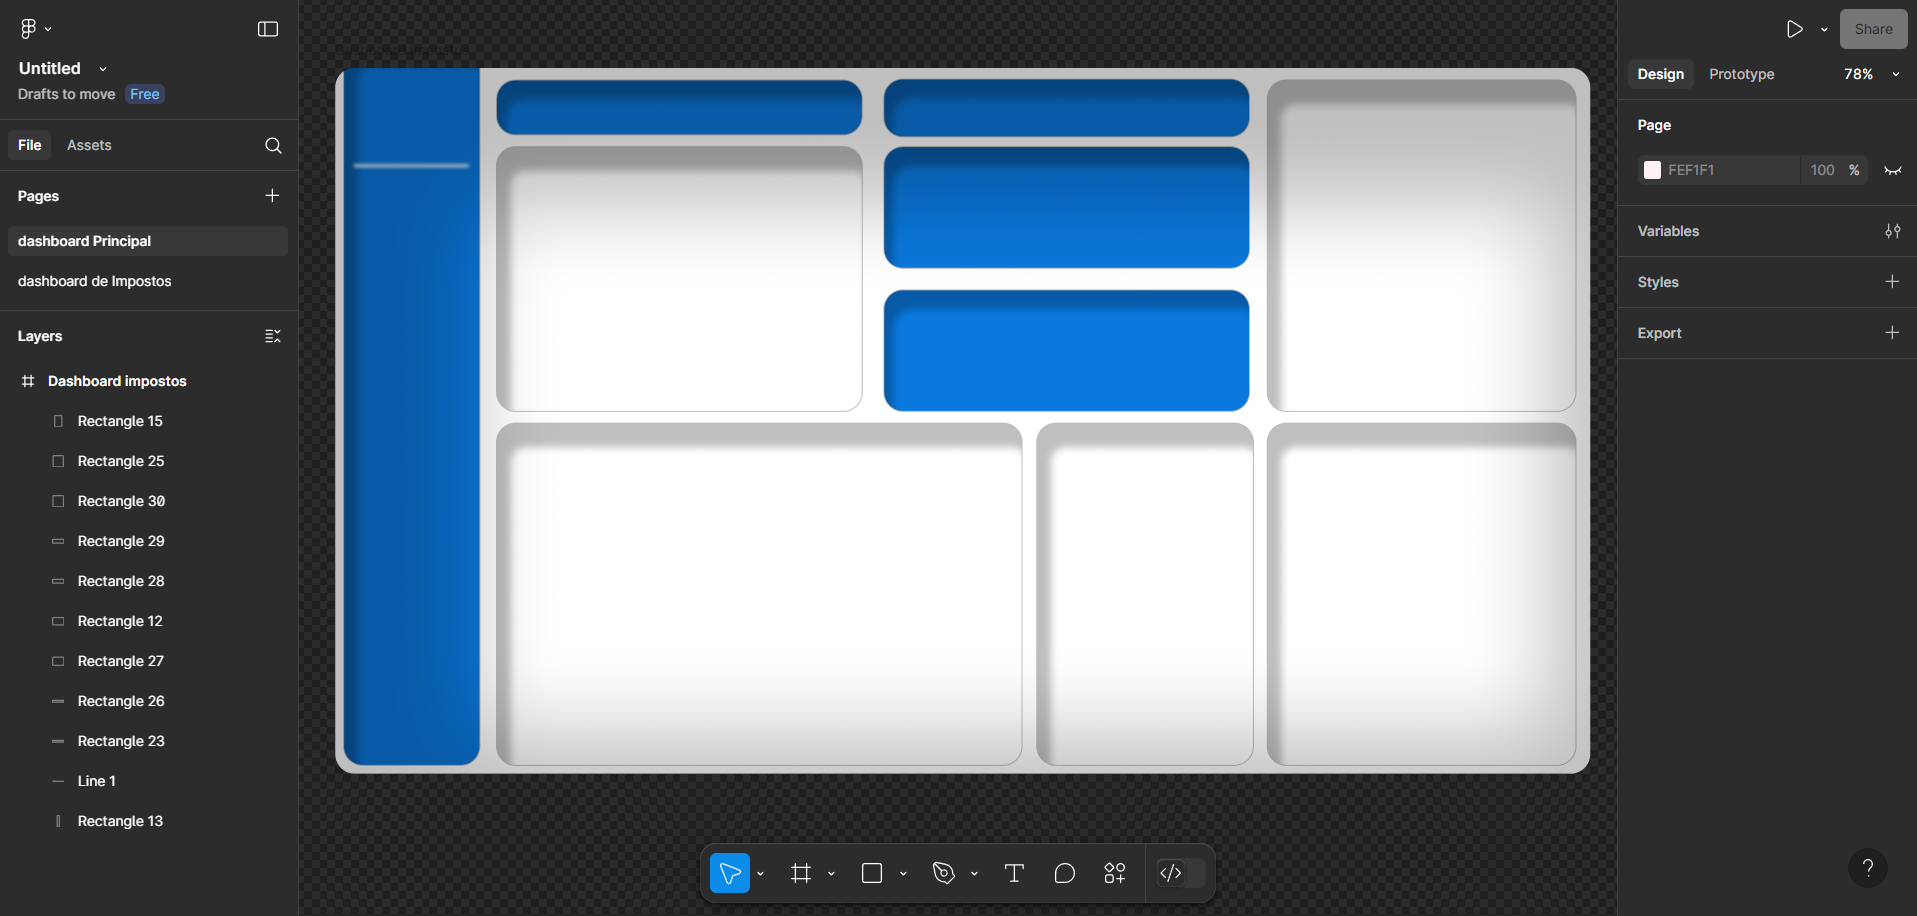 Untitled
Drafts to move Free
File Assets
Pages
dashboard Principal
dashboard de Impostos
Layers
Dashboard impostos
Rectangle 15
Rectangle 25
Rectangle 30
Rectangle 29
Rectangle 28
Rectangle 12
Rectangle 27
Rectangle 26
Rectangle 23
Line 1
Rectangle 13
Share
Design Prototype 78%
Page
FEF1F1 100 %
Variables
Styles
Export
?